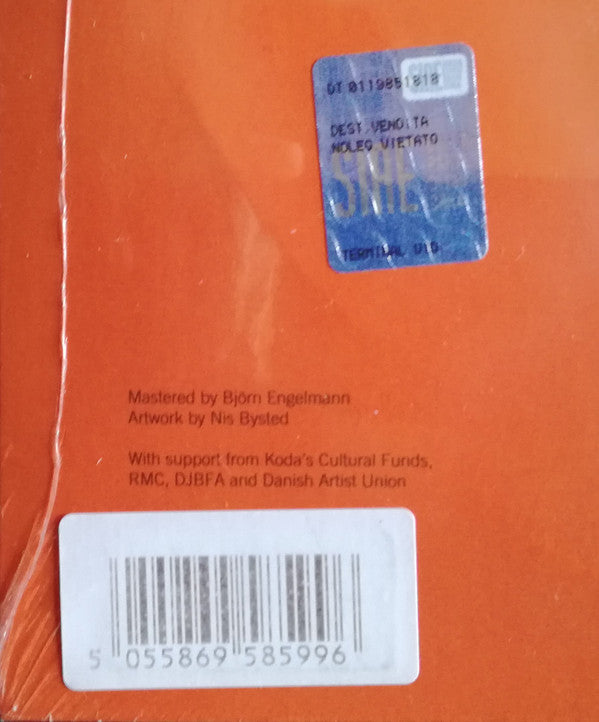 DT 0119851818
DEST.VENDITA
NOLEG VIETATO
SIAE
TERMINAL V10
Mastered by Björn Engelmann
Artwork by Nis Bysted
With support from Koda's Cultural Funds,
RMC, DJBFA and Danish Artist Union
5 055869 585996